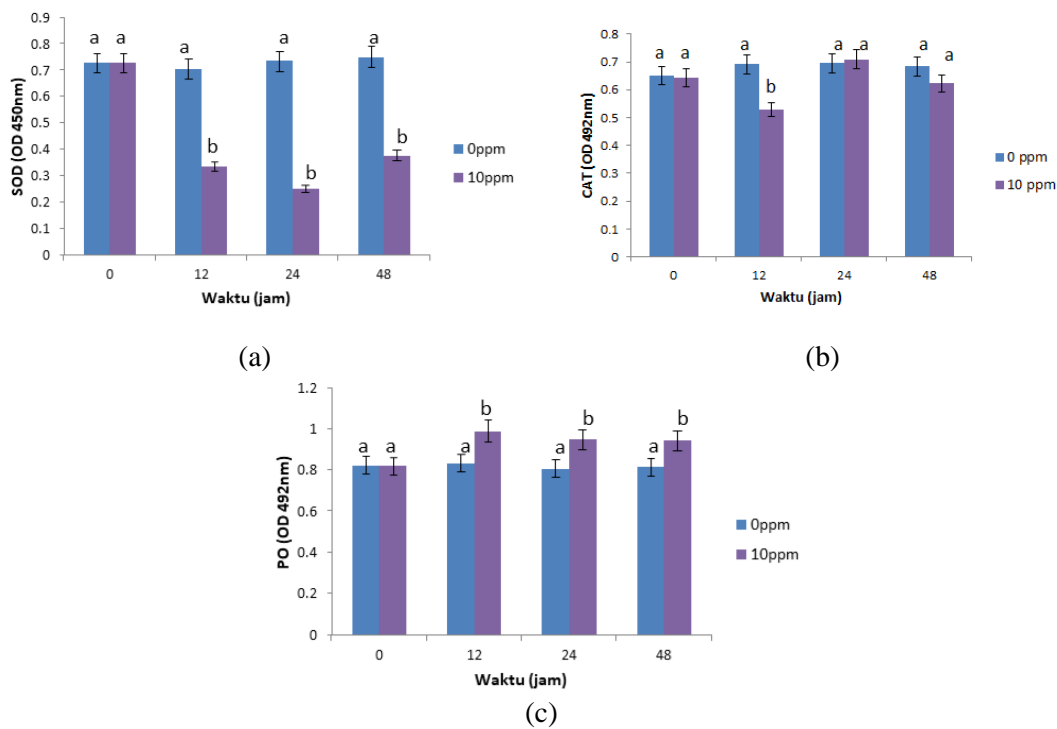 0.9
0.8
0.7
0.6
0.5
0.4
0.3
0.2
0.1
0
SOD (OD 450nm)
a a a a a
b b b
0 12 24 48
Waktu (jam)
0ppm
10ppm
(a)
0.8
0.7
0.6
0.5
0.4
0.3
0.2
0.1
0
CAT (OD 492nm)
a a a a a a a
b
0 12 24 48
Waktu (jam)
0 ppm
10 ppm
(b)
1.2
1
0.8
0.6
0.4
0.2
0
PO (OD 492nm)
a a a b a b a b
0 12 24 48
Waktu (jam)
0ppm
10ppm
(c)